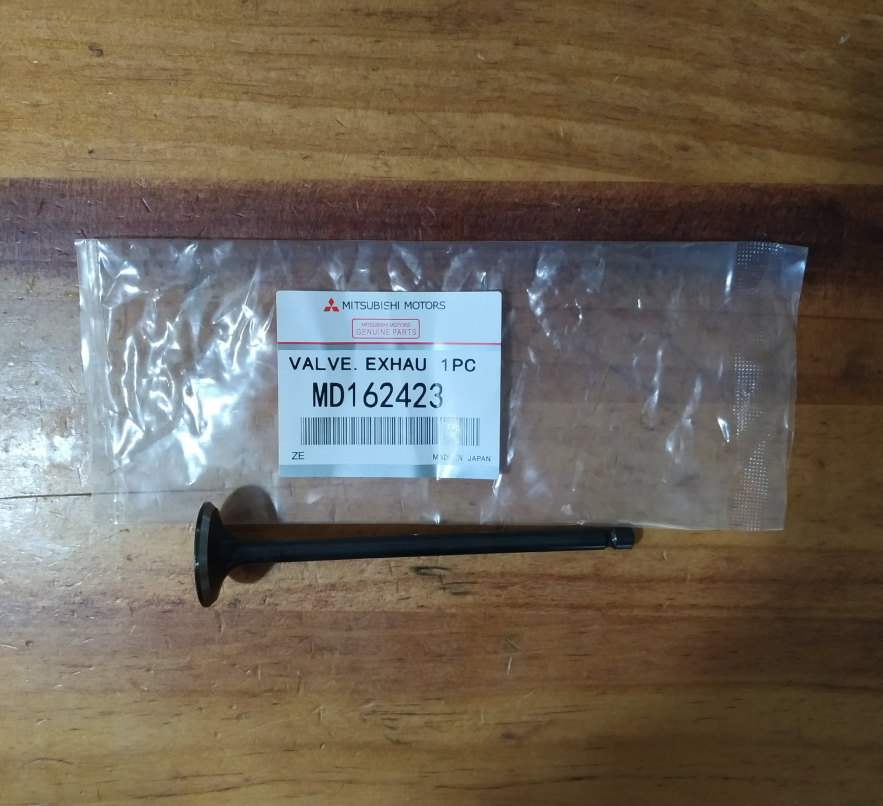 MITSUBISHI MOTORS
MITSUBISHI MOTORS
GENUINE PARTS
VALVE. EXHAU 1PC
MD162423
ZE
MADE IN JAPAN